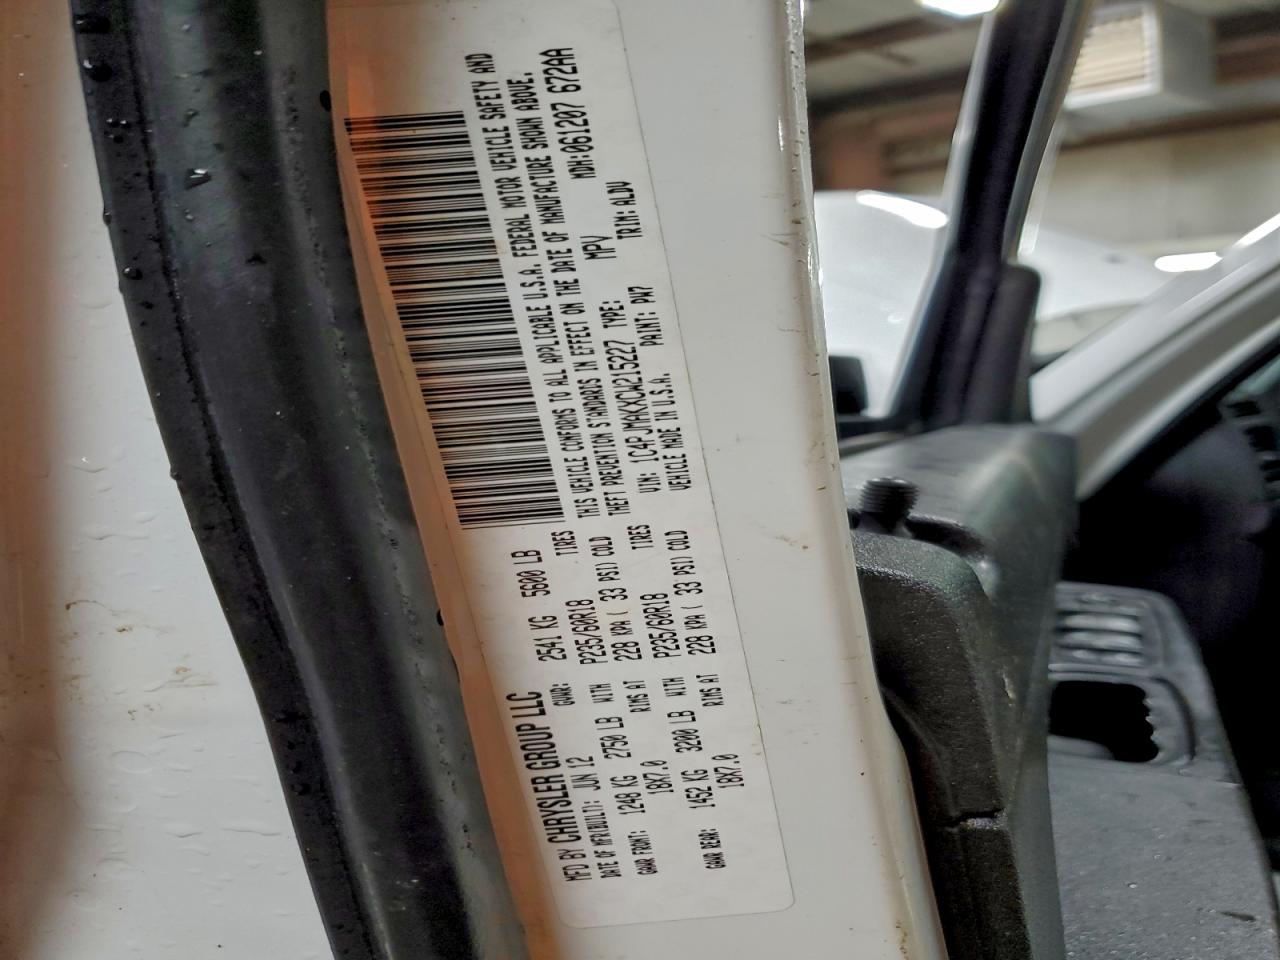 MFD BY CHRYSLER GROUP LLC
DATE OF MFR(BUILT): JUN 12 GVWR: 2541 KG 5600 LB
GAWR FRONT: 1248 KG 2750 LB WITH P235/60R18 TIRES
18X7.0 RIMS AT 228 KPA ( 33 PSI) COLD
GAWR REAR: 1452 KG 3200 LB WITH P235/60R18 TIRES
18X7.0 RIMS AT 228 KPA ( 33 PSI) COLD
THIS VEHICLE CONFORMS TO ALL APPLICABLE U.S.A. FEDERAL MOTOR VEHICLE SAFETY AND
THEFT PREVENTION STANDARDS IN EFFECT ON THE DATE OF MANUFACTURE SHOWN ABOVE.
VIN: 1C4PJMAKXCW215227 TYPE: MPV MDH:061207 672AA
VEHICLE MADE IN U.S.A. PAINT: PW7 TRIM: ALDV